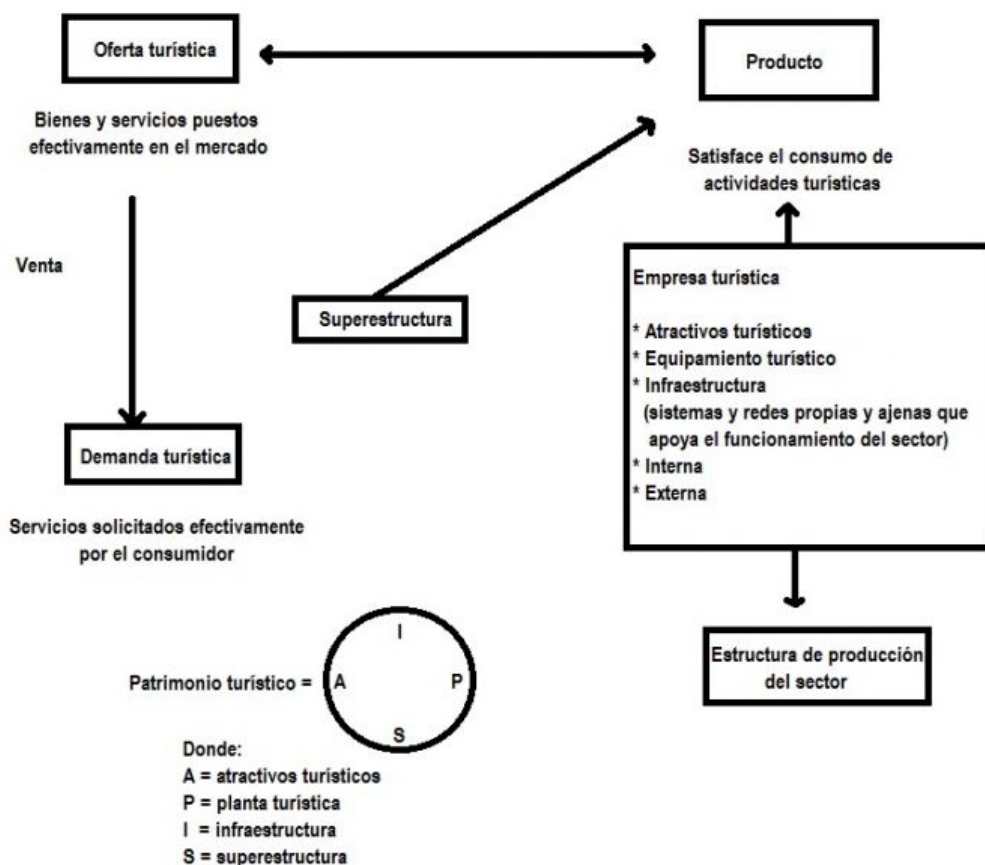 Oferta turística
Producto
Bienes y servicios puestos
efectivamente en el mercado
Satisface el consumo de
actividades turísticas
Venta
Empresa turística
* Atractivos turísticos
* Equipamiento turístico
* Infraestructura
(sistemas y redes propias y ajenas que
apoya el funcionamiento del sector)
* Interna
* Externa
Superestructura
Demanda turística
Servicios solicitados efectivamente
por el consumidor
Estructura de producción
del sector
I
Patrimonio turístico = A P
S
Donde:
A = atractivos turísticos
P = planta turística
I = infraestructura
S = superestructura